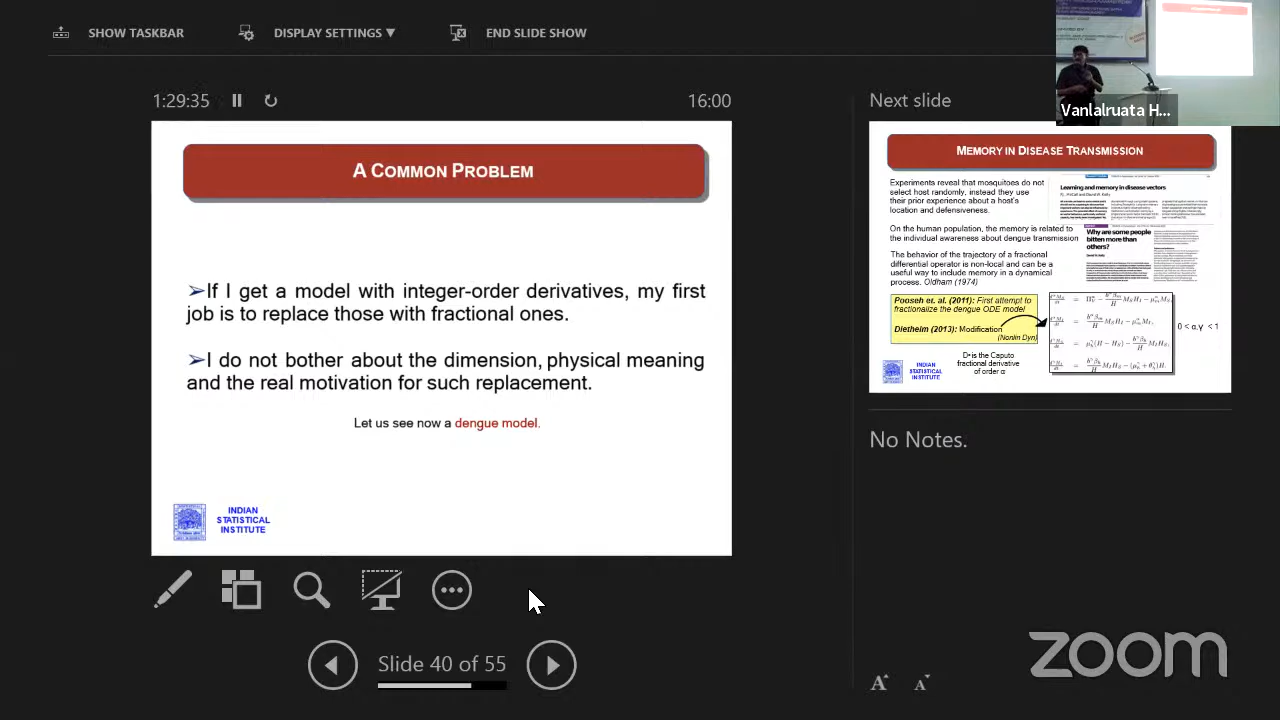 SHOW TASKBAR
DISPLAY SETTINGS ▼
END SLIDE SHOW
1:29:35
16:00
A COMMON PROBLEM
➢If I get a model with integer-order derivatives, my first
job is to replace those with fractional ones.
➢I do not bother about the dimension, physical meaning
and the real motivation for such replacement.
Let us see now a dengue model.
INDIAN
STATISTICAL
INSTITUTE
Slide 40 of 55
Next slide
Vanlalruata H...
MEMORY IN DISEASE TRANSMISSION
Experiments reveal that mosquitoes do not
select host randomly, instead they use
their prior experience about a host's
location and defensiveness.
Learning and memory in disease vectors
On the human population, the memory is related to
the individual awareness about dengue transmission
Why are some people
bitten more than
others?
The behavior of the trajectory of a fractional
differential operator is non-local and can be a
useful way to include memory in a dynamical
process. Oldham (1974)
Pooseh et. al. (2011): First attempt to
fractionalize the dengue ODE model
Diethelm (2013): Modification
(Nonlin Dyn)
0 < α,γ < 1
Dᵅ is the Caputo
fractional derivative
of order α
INDIAN
STATISTICAL
INSTITUTE
No Notes.
A A
zoom